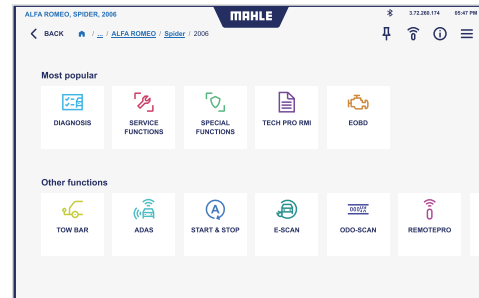 ALFA ROMEO, SPIDER, 2006
MAHLE
3.72.260.174 05:47 PM
BACK / ... / ALFA ROMEO / Spider / 2006
Most popular
DIAGNOSIS
SERVICE
FUNCTIONS
SPECIAL
FUNCTIONS
TECH PRO RMI
EOBD
Other functions
TOW BAR
ADAS
A
START & STOP
E-SCAN
ODO-SCAN
REMOTEPRO